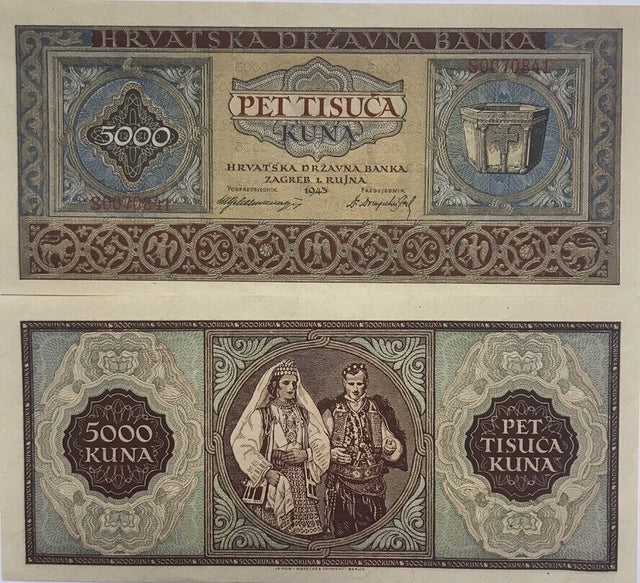 HRVATSKA DRŽAVNA BANKA
S0070841
5000
PET TISUĆA
KUNA
HRVATSKA DRŽAVNA BANKA
ZAGREB 1. RUJNA
1943
PODPREDSJEDNIK
PREDSJEDNIK
S0070841
5000
KUNA
PET
TISUĆA
KUNA